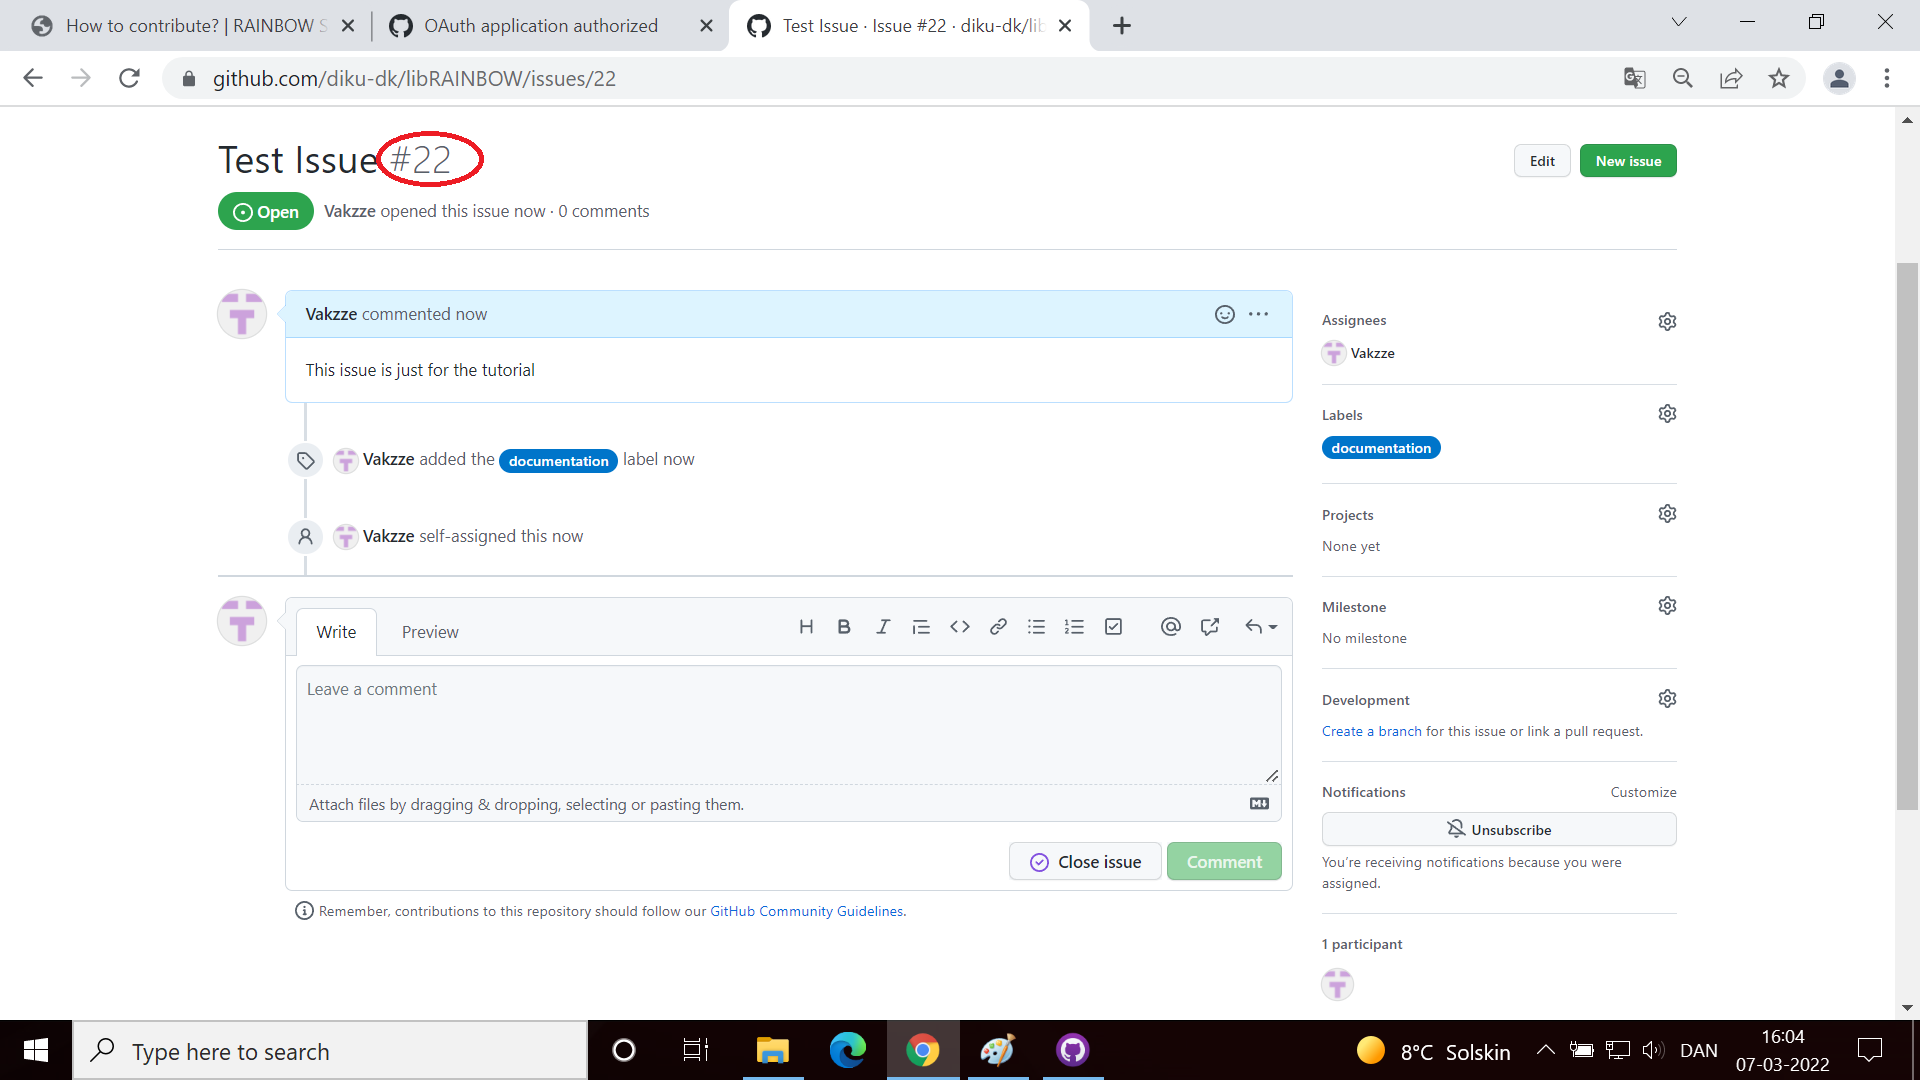 How to contribute? | RAINBOW S
OAuth application authorized
Test Issue · Issue #22 · diku-dk/lib
github.com/diku-dk/libRAINBOW/issues/22
Test Issue #22
Edit
New issue
Open
Vakzze opened this issue now · 0 comments
Vakzze commented now
This issue is just for the tutorial
Vakzze added the documentation label now
Vakzze self-assigned this now
Write
Preview
Leave a comment
Attach files by dragging & dropping, selecting or pasting them.
Close issue
Comment
Remember, contributions to this repository should follow our GitHub Community Guidelines.
Assignees
Vakzze
Labels
documentation
Projects
None yet
Milestone
No milestone
Development
Create a branch for this issue or link a pull request.
Notifications
Customize
Unsubscribe
You're receiving notifications because you were
assigned.
1 participant
Type here to search
8°C Solskin
DAN
16:04
07-03-2022